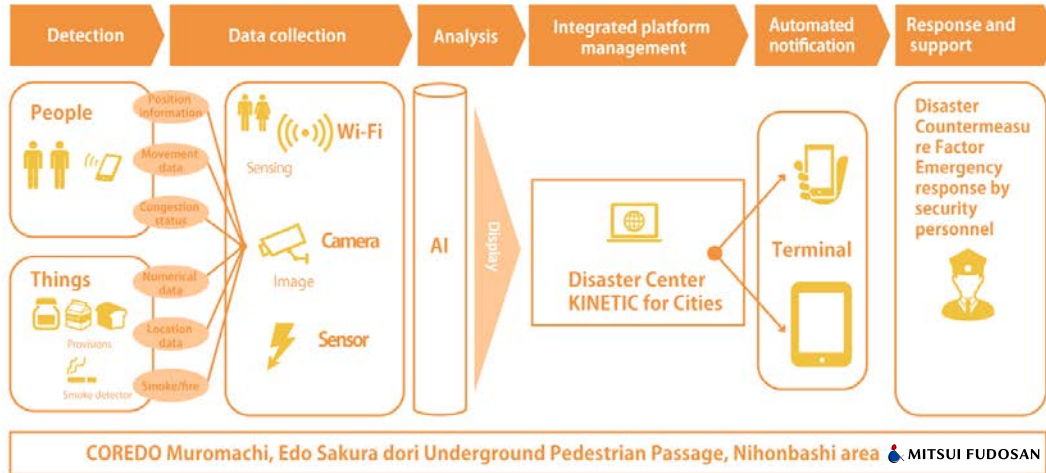 Detection
Data collection
Analysis
Integrated platform
management
Automated
notification
Response and
support
People
Position
information
Movement
data
Congestion
status
Things
Provisions
Smoke detector
Numerical
data
Location
data
Smoke/fire
Wi-Fi
Sensing
Camera
Image
Sensor
AI
Display
Disaster Center
KINETIC for Cities
Terminal
Disaster
Countermeasu
re Factor
Emergency
response by
security
personnel
COREDO Muromachi, Edo Sakura dori Underground Pedestrian Passage, Nihonbashi area MITSUI FUDOSAN